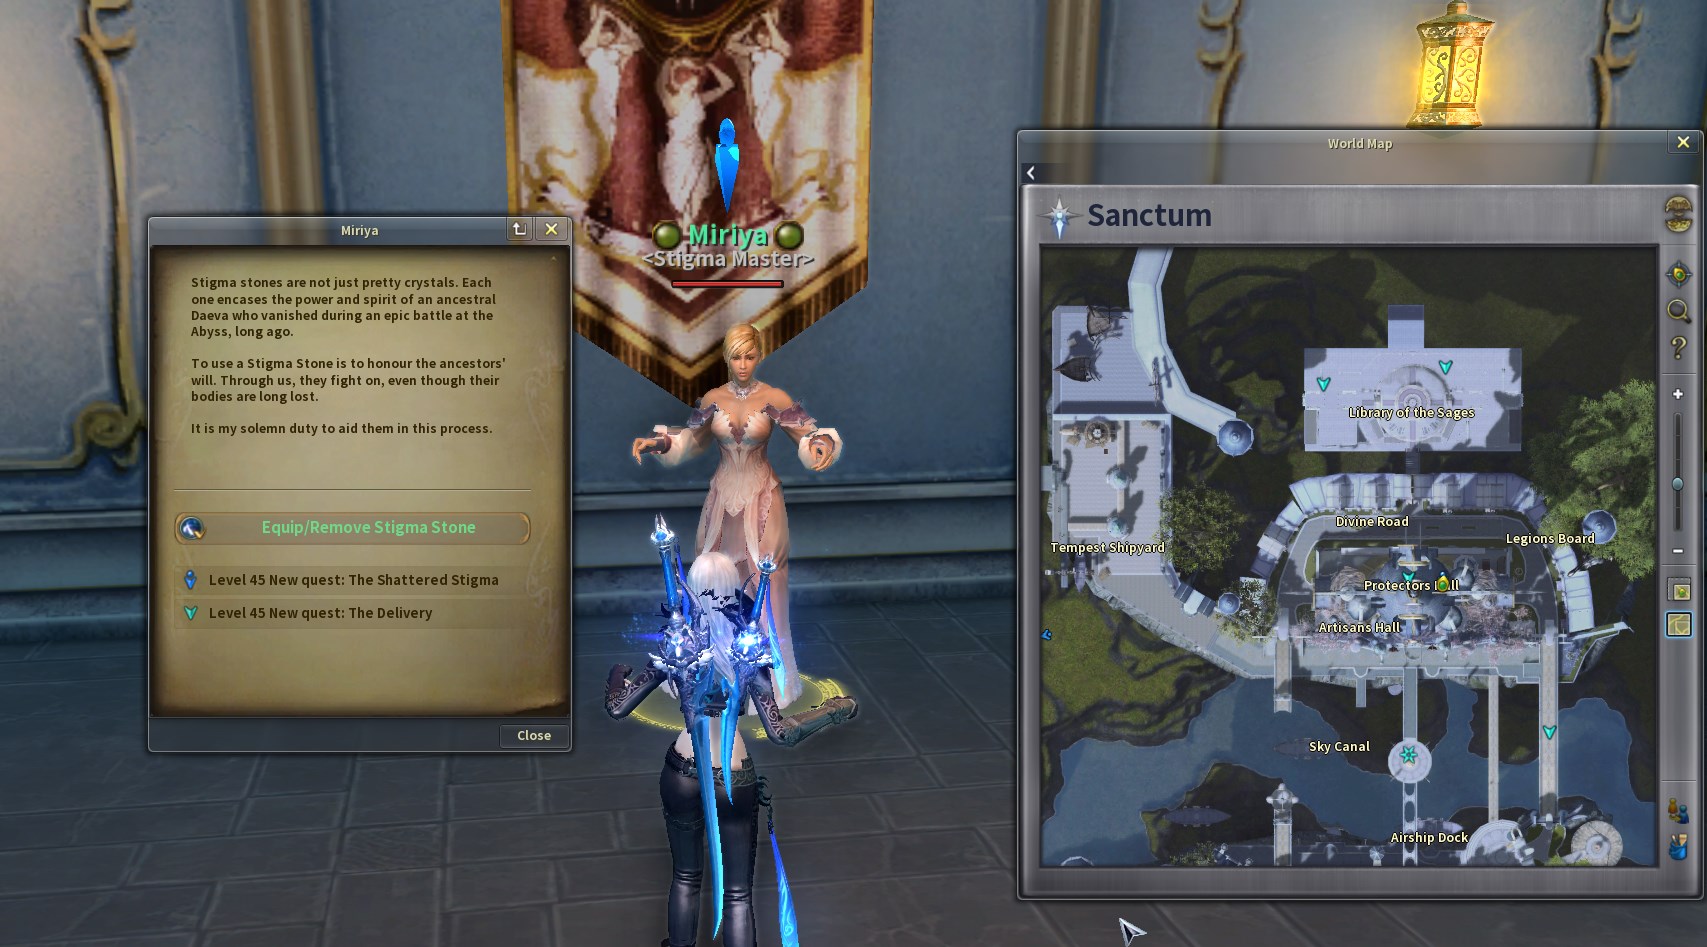 Miriya
Stigma stones are not just pretty crystals. Each
one encases the power and spirit of an ancestral
Daeva who vanished during an epic battle at the
Abyss, long ago.
To use a Stigma Stone is to honour the ancestors'
will. Through us, they fight on, even though their
bodies are long lost.
It is my solemn duty to aid them in this process.
Equip/Remove Stigma Stone
Level 45 New quest: The Shattered Stigma
Level 45 New quest: The Delivery
Close
Miriya
<Stigma Master>
World Map
Sanctum
Library of the Sages
Divine Road
Legions Board
Tempest Shipyard
Protectors
Artisans Hall
Sky Canal
Airship Dock